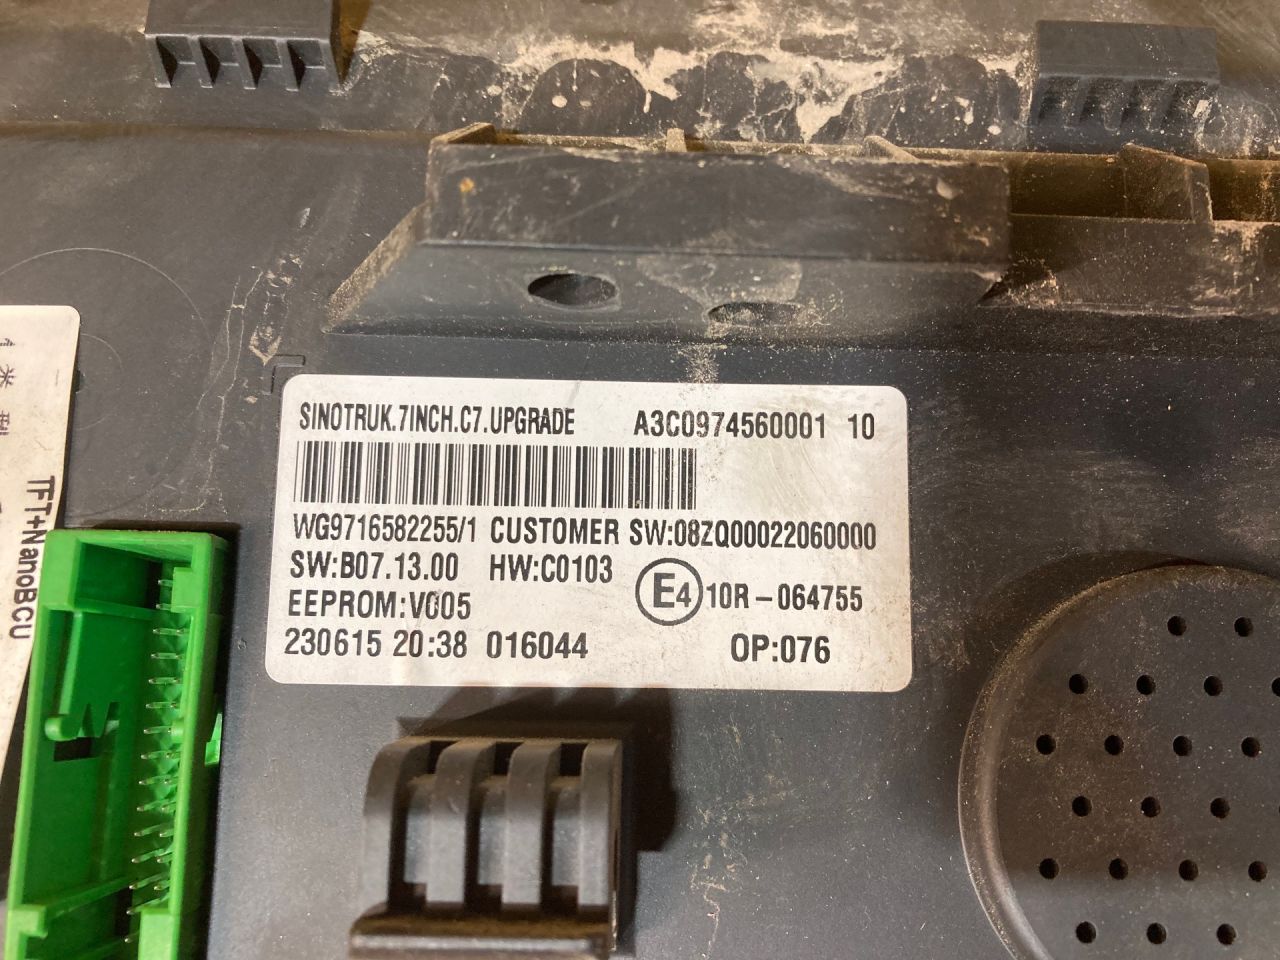 SINOTRUK.7INCH.C7.UPGRADE A3C0974560001 10
WG9716582255/1 CUSTOMER SW:08ZQ00022060000
SW:B07.13.00 HW:C0103
E4 10R-064755
EEPROM:V005
230615 20:38 016044 OP:076
TFT+NanoBCU